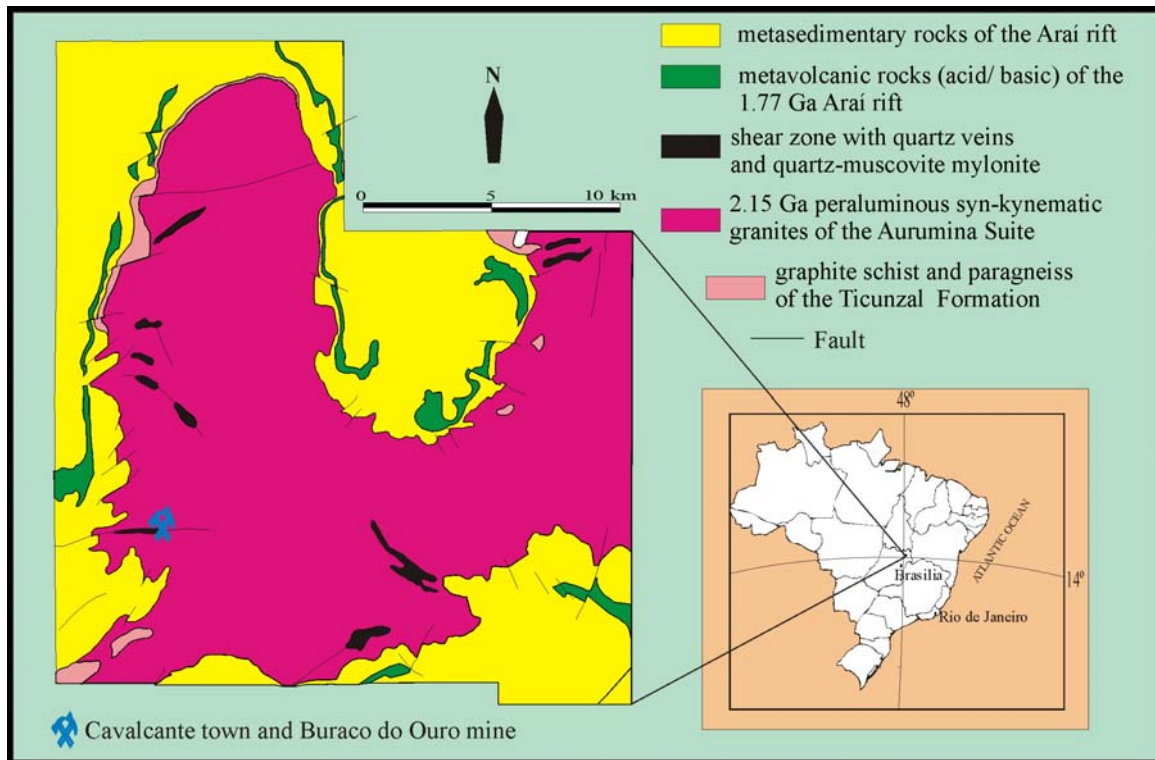 metasedimentary rocks of the Araí rift
metavolcanic rocks (acid/ basic) of the
1.77 Ga Araí rift
shear zone with quartz veins
and quartz-muscovite mylonite
2.15 Ga peraluminous syn-kynematic
granites of the Aurumina Suite
graphite schist and paragneiss
of the Ticunzal Formation
Fault
N
0 5 10 km
48º
14º
ATLANTIC OCEAN
Brasilia
Rio de Janeiro
Cavalcante town and Buraco do Ouro mine